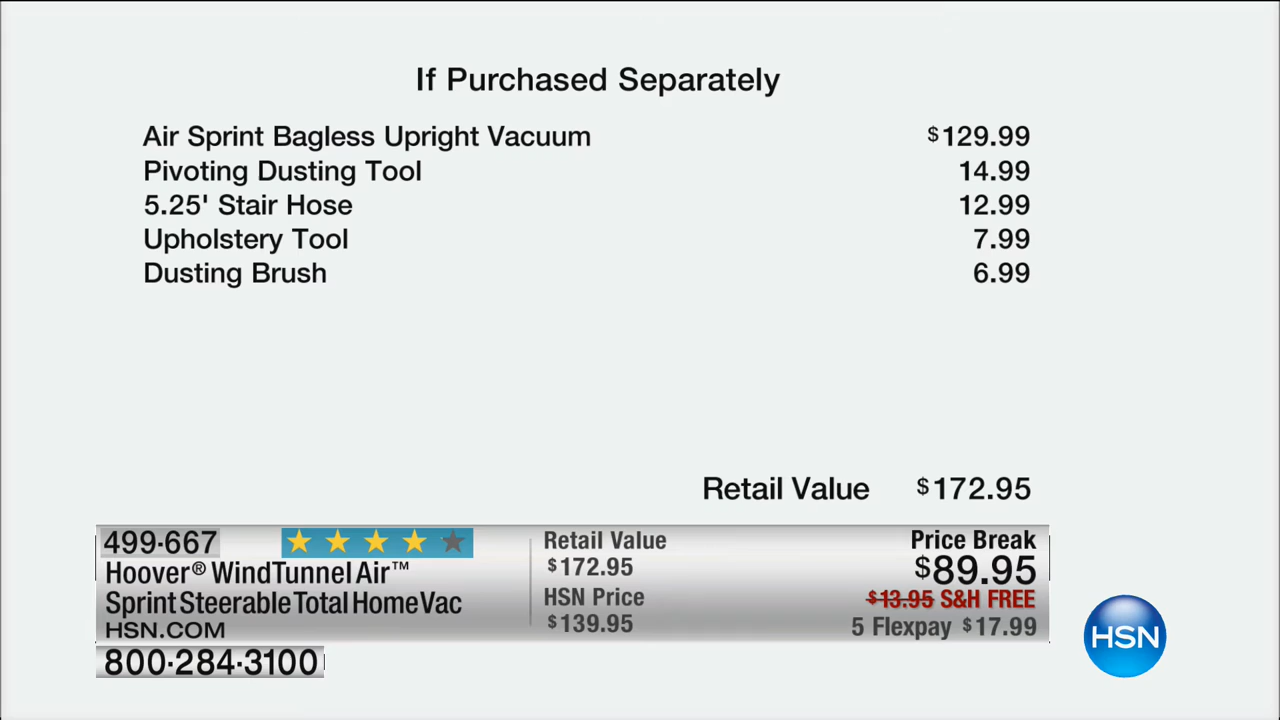 If Purchased Separately
Air Sprint Bagless Upright Vacuum $129.99
Pivoting Dusting Tool 14.99
5.25' Stair Hose 12.99
Upholstery Tool 7.99
Dusting Brush 6.99
Retail Value $172.95
499·667
Hoover® WindTunnel Air™
Sprint Steerable Total Home Vac
HSN.COM
800·284·3100
Retail Value
$172.95
HSN Price
$139.95
Price Break
$89.95
$13.95 S&H FREE
5 Flexpay $17.99
HSN